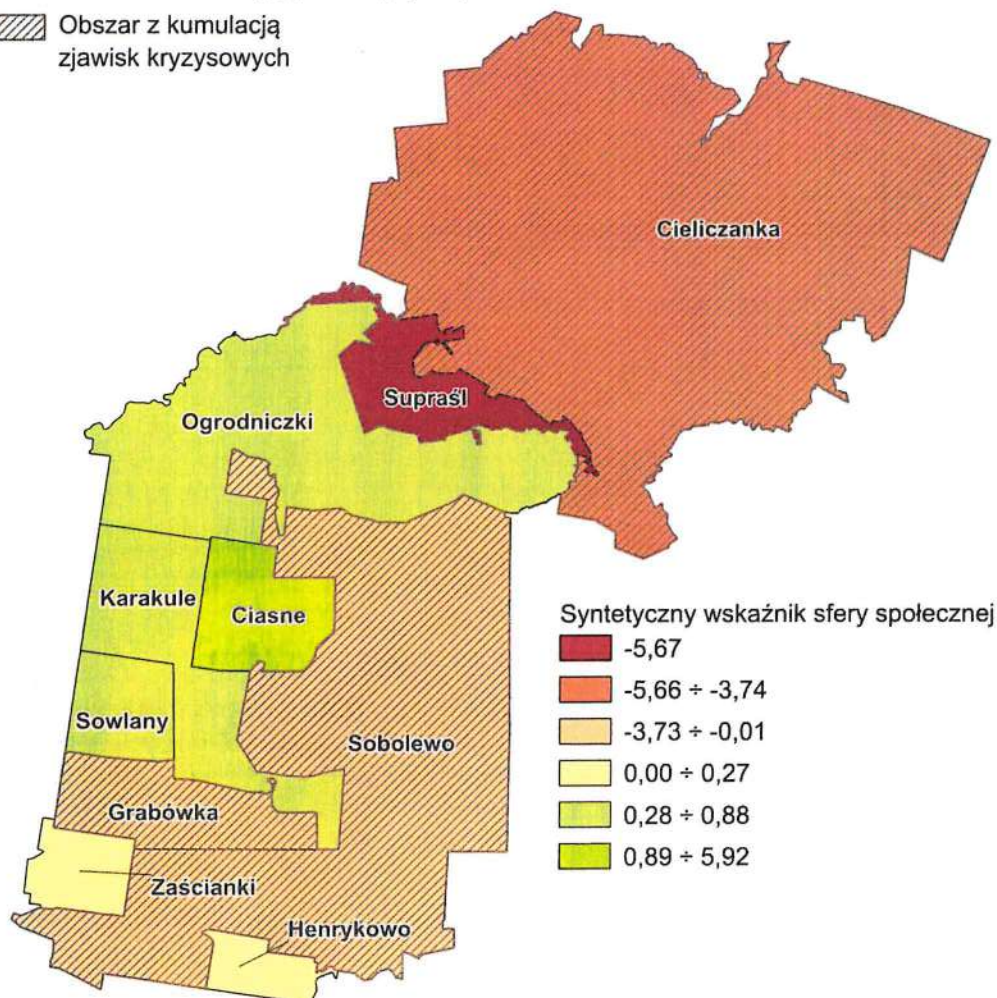 Obszar z kumulacją
zjawisk kryzysowych
Cieliczanka
Supraśl
Ogrodniczki
Karakule
Ciasne
Sowlany
Sobolewo
Grabówka
Zaścianki
Henrykowo
Syntetyczny wskaźnik sfery społecznej
-5,67
-5,66 ÷ -3,74
-3,73 ÷ -0,01
0,00 ÷ 0,27
0,28 ÷ 0,88
0,89 ÷ 5,92